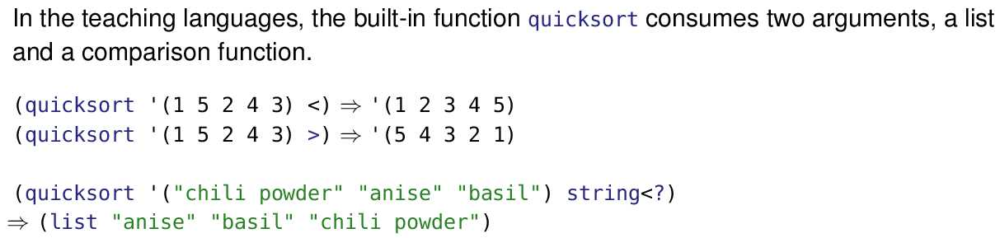 In the teaching languages, the built-in function quicksort consumes two arguments, a list
and a comparison function.
(quicksort '(1 5 2 4 3) <) ⇒ '(1 2 3 4 5)
(quicksort '(1 5 2 4 3) >) ⇒ '(5 4 3 2 1)
(quicksort '("chili powder" "anise" "basil") string<?)
⇒ (list "anise" "basil" "chili powder")